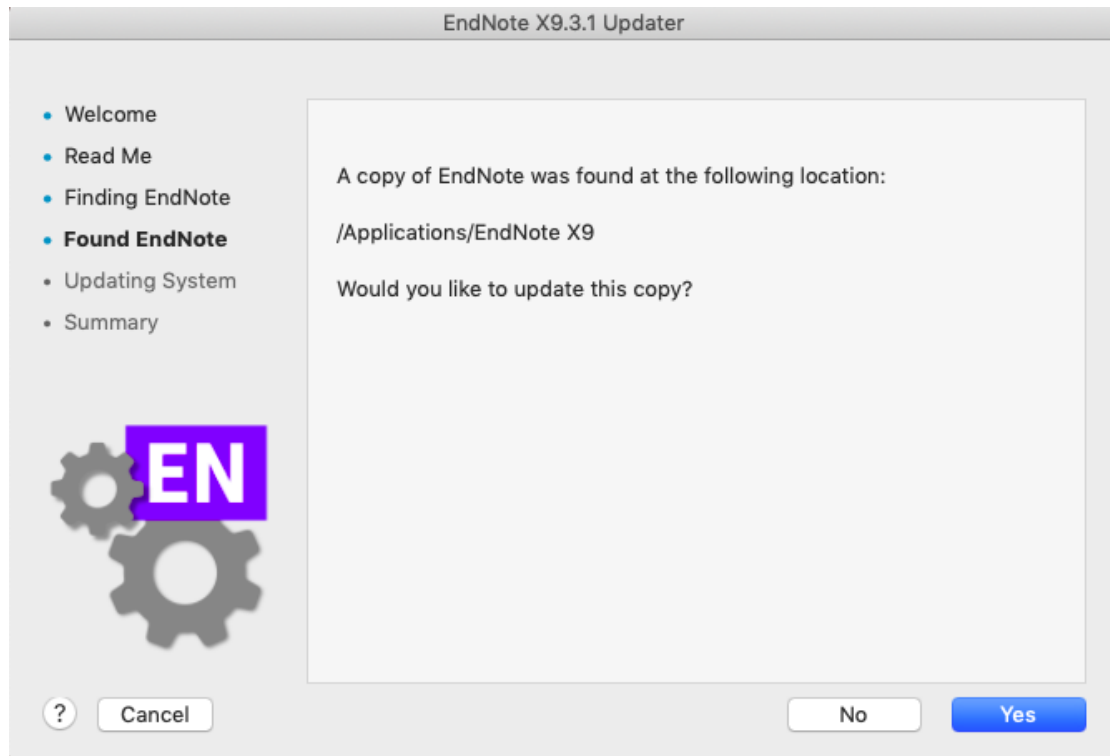 EndNote X9.3.1 Updater
• Welcome
• Read Me
• Finding EndNote
• Found EndNote
• Updating System
• Summary
A copy of EndNote was found at the following location:
/Applications/EndNote X9
Would you like to update this copy?
EN
? Cancel No Yes